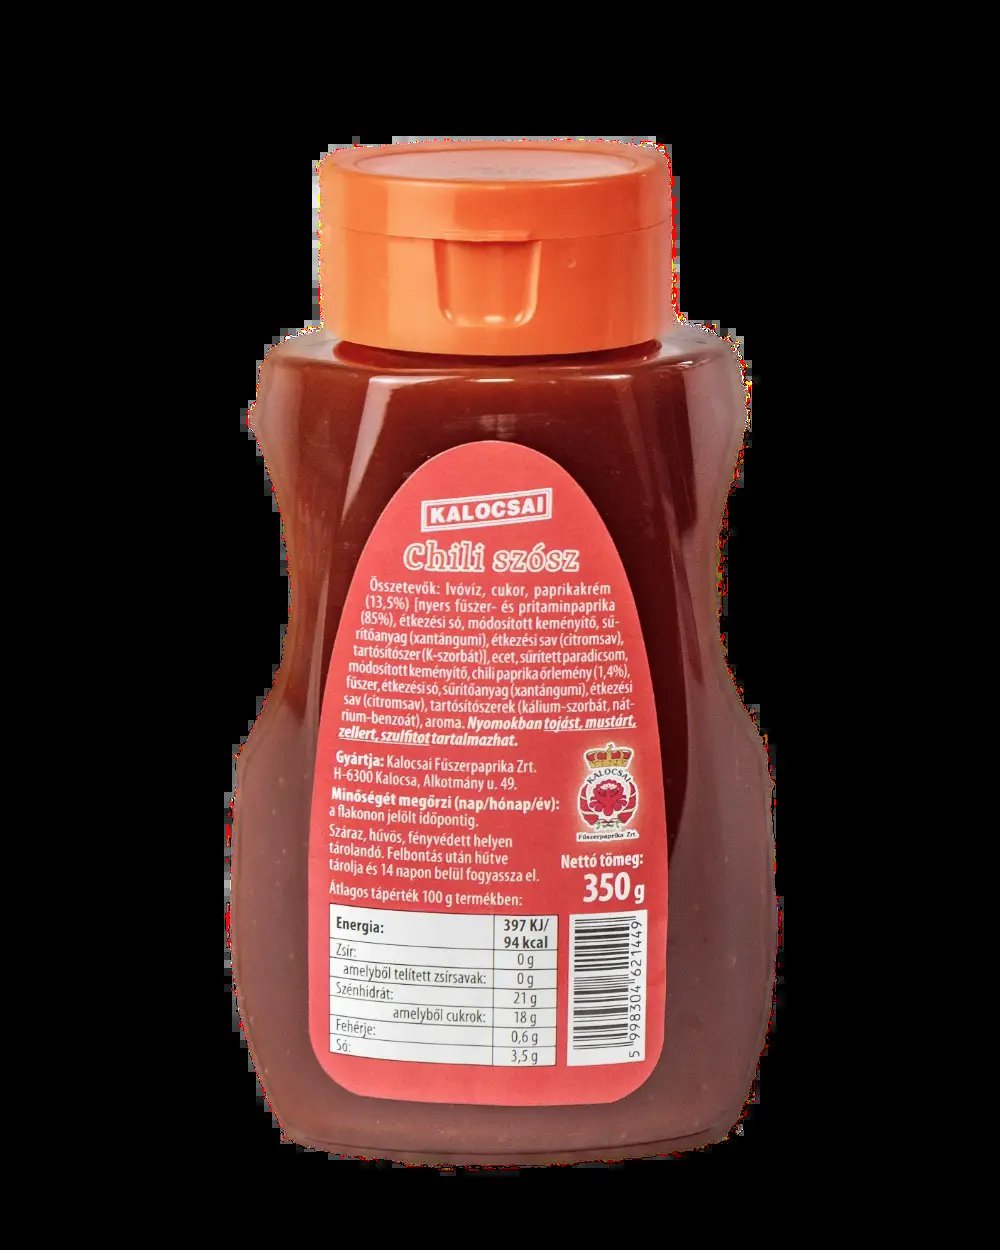 KALOCSAI
Chili szósz
Összetevők: Ivóvíz, cukor, paprikakrém
(13,5%) [nyers fűszer- és pritaminpaprika
(85%), étkezési só, módosított keményítő, sű-
rítőanyag (xantángumi), étkezési sav (citromsav),
tartósítószer (K-szorbát)], ecet, sűrített paradicsom,
módosított keményítő, chili paprika őrlemény (1,4%),
fűszer, étkezési só, sűrítőanyag (xantángumi), étkezési
sav (citromsav), tartósítószerek (kálium-szorbát, nát-
rium-benzoát), aroma. Nyomokban tojást, mustárt,
zellert, szulfitot tartalmazhat.
Gyártja: Kalocsai Fűszerpaprika Zrt.
H-6300 Kalocsa, Alkotmány u. 49.
Minőségét megőrzi (nap/hónap/év):
a flakonon jelölt időpontig.
Száraz, hűvös, fényvédett helyen
tárolandó. Felbontás után hűtve
tárolja és 14 napon belül fogyassza el.
KALOCSAI
Fűszerpaprika Zrt.
Nettó tömeg:
350 g
Átlagos tápérték 100 g termékben:
Energia: 397 KJ/
94 kcal
Zsír: 0 g
amelyből telített zsírsavak: 0 g
Szénhidrát: 21 g
amelyből cukrok: 18 g
Fehérje: 0,6 g
Só: 3,5 g
5 998304 621449